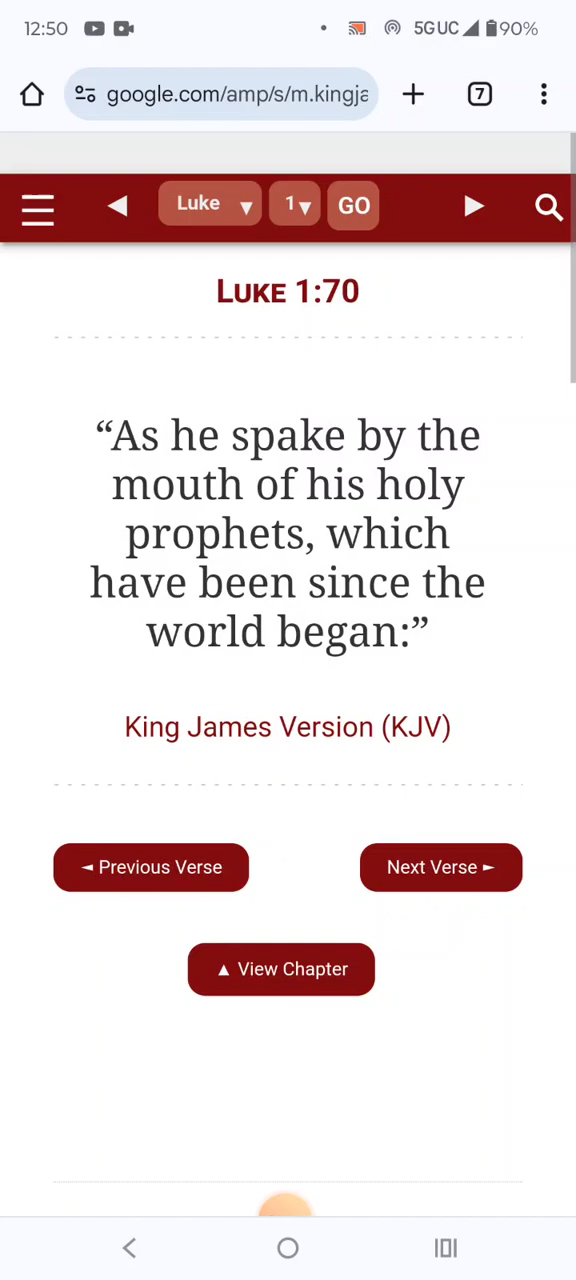 12:50 5GUC 90%
google.com/amp/s/m.kingja
7
Luke ▼ 1▼ GO
LUKE 1:70
“As he spake by the
mouth of his holy
prophets, which
have been since the
world began:”
King James Version (KJV)
◄ Previous Verse
Next Verse ►
▲ View Chapter